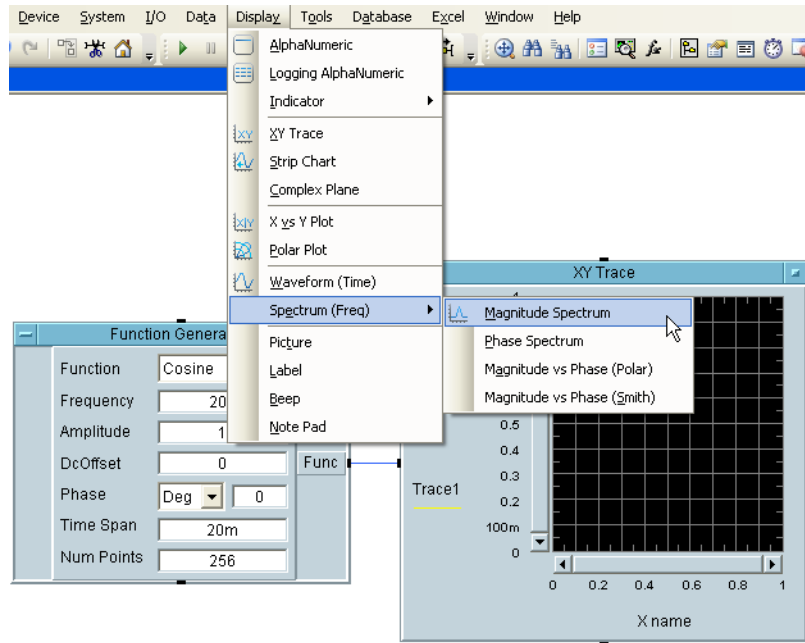 Device System I/O Data Display Tools Database Excel Window Help
AlphaNumeric
Logging AlphaNumeric
Indicator
XY Trace
Strip Chart
Complex Plane
X vs Y Plot
Polar Plot
Waveform (Time)
Spectrum (Freq)
Picture
Label
Beep
Note Pad
Magnitude Spectrum
Phase Spectrum
Magnitude vs Phase (Polar)
Magnitude vs Phase (Smith)
Function Genera
Function Cosine
Frequency 20
Amplitude 1
DcOffset 0
Phase Deg 0
Time Span 20m
Num Points 256
Func
XY Trace
0.5
0.4
0.3
Trace1
0.2
100m
0
0 0.2 0.4 0.6 0.8 1
X name